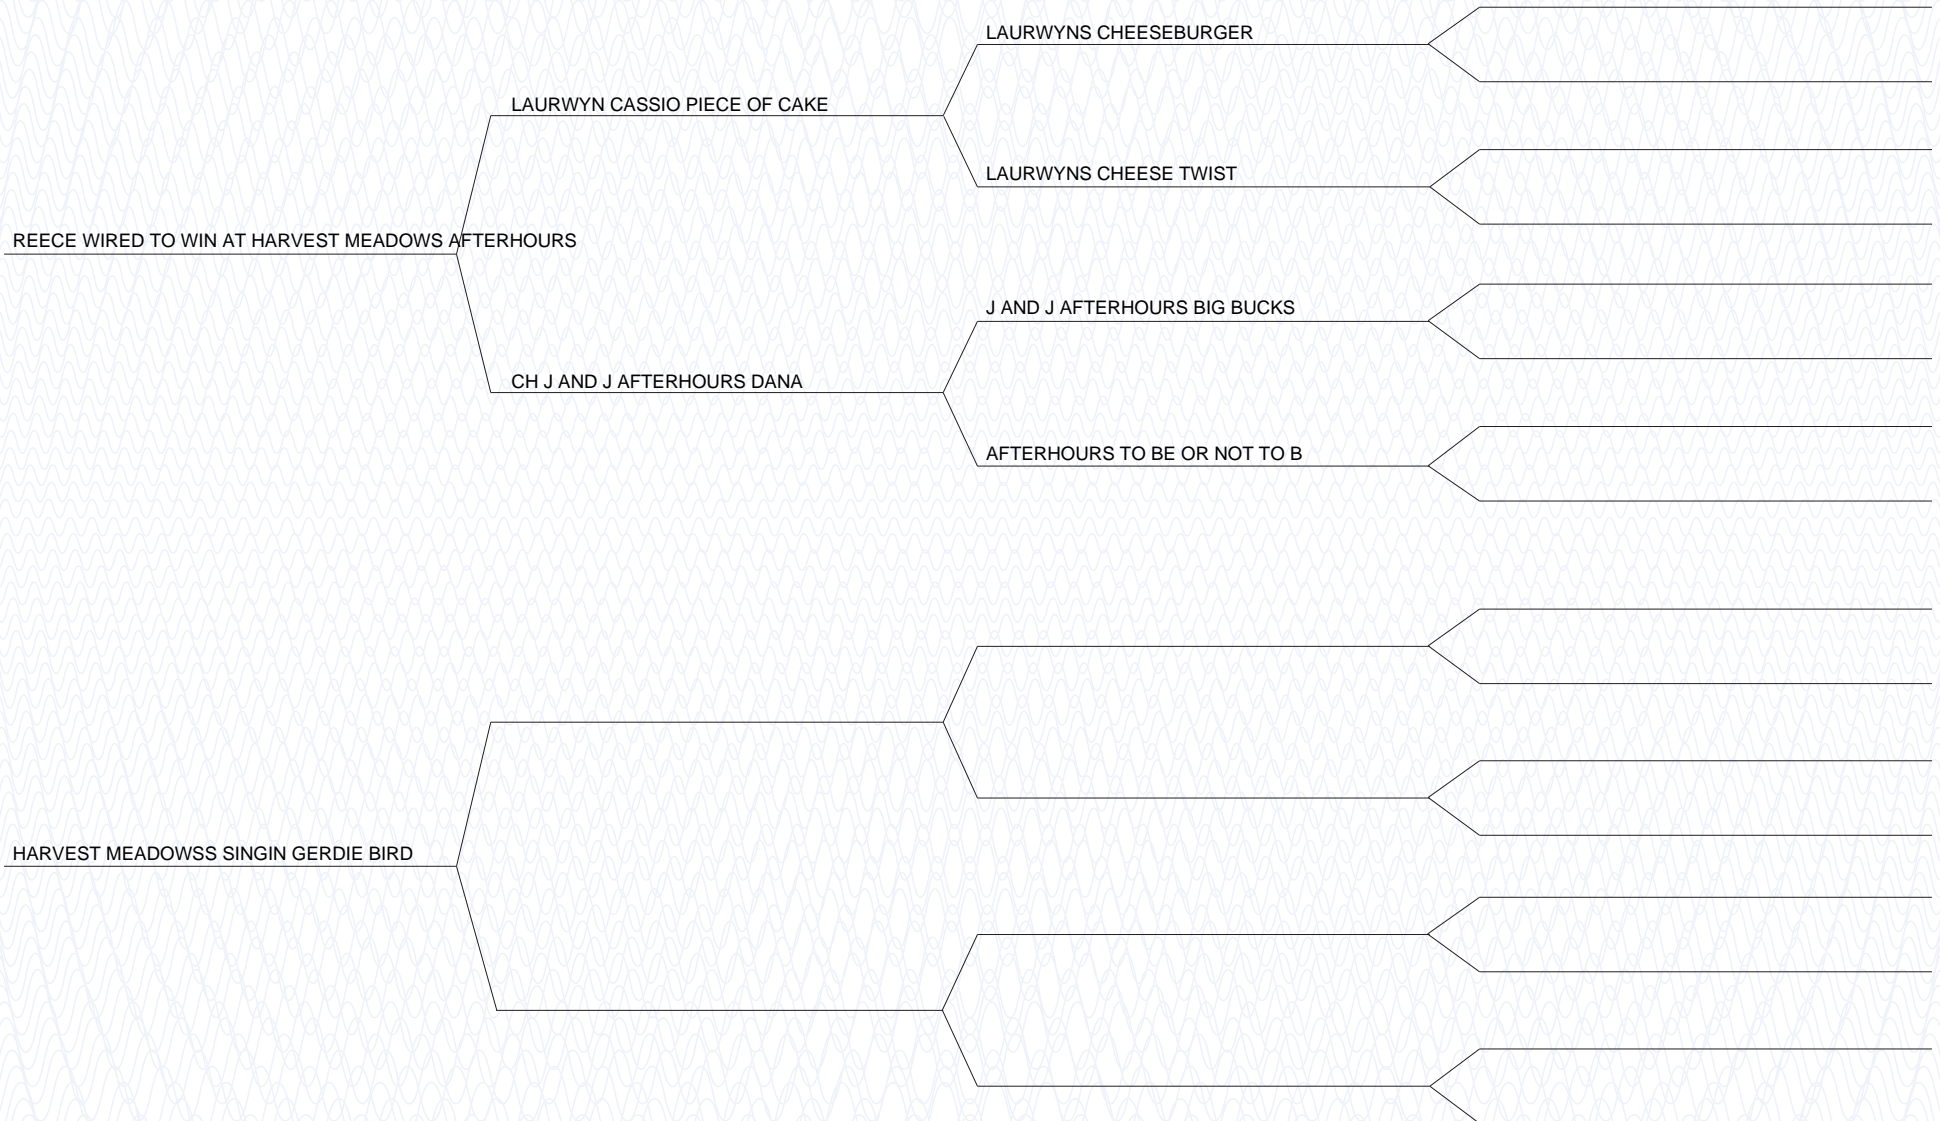 LAURWYNS CHEESEBURGER
LAURWYN CASSIO PIECE OF CAKE
LAURWYNS CHEESE TWIST
REECE WIRED TO WIN AT HARVEST MEADOWS AFTERHOURS
J AND J AFTERHOURS BIG BUCKS
CH J AND J AFTERHOURS DANA
AFTERHOURS TO BE OR NOT TO B
HARVEST MEADOWSS SINGIN GERDIE BIRD